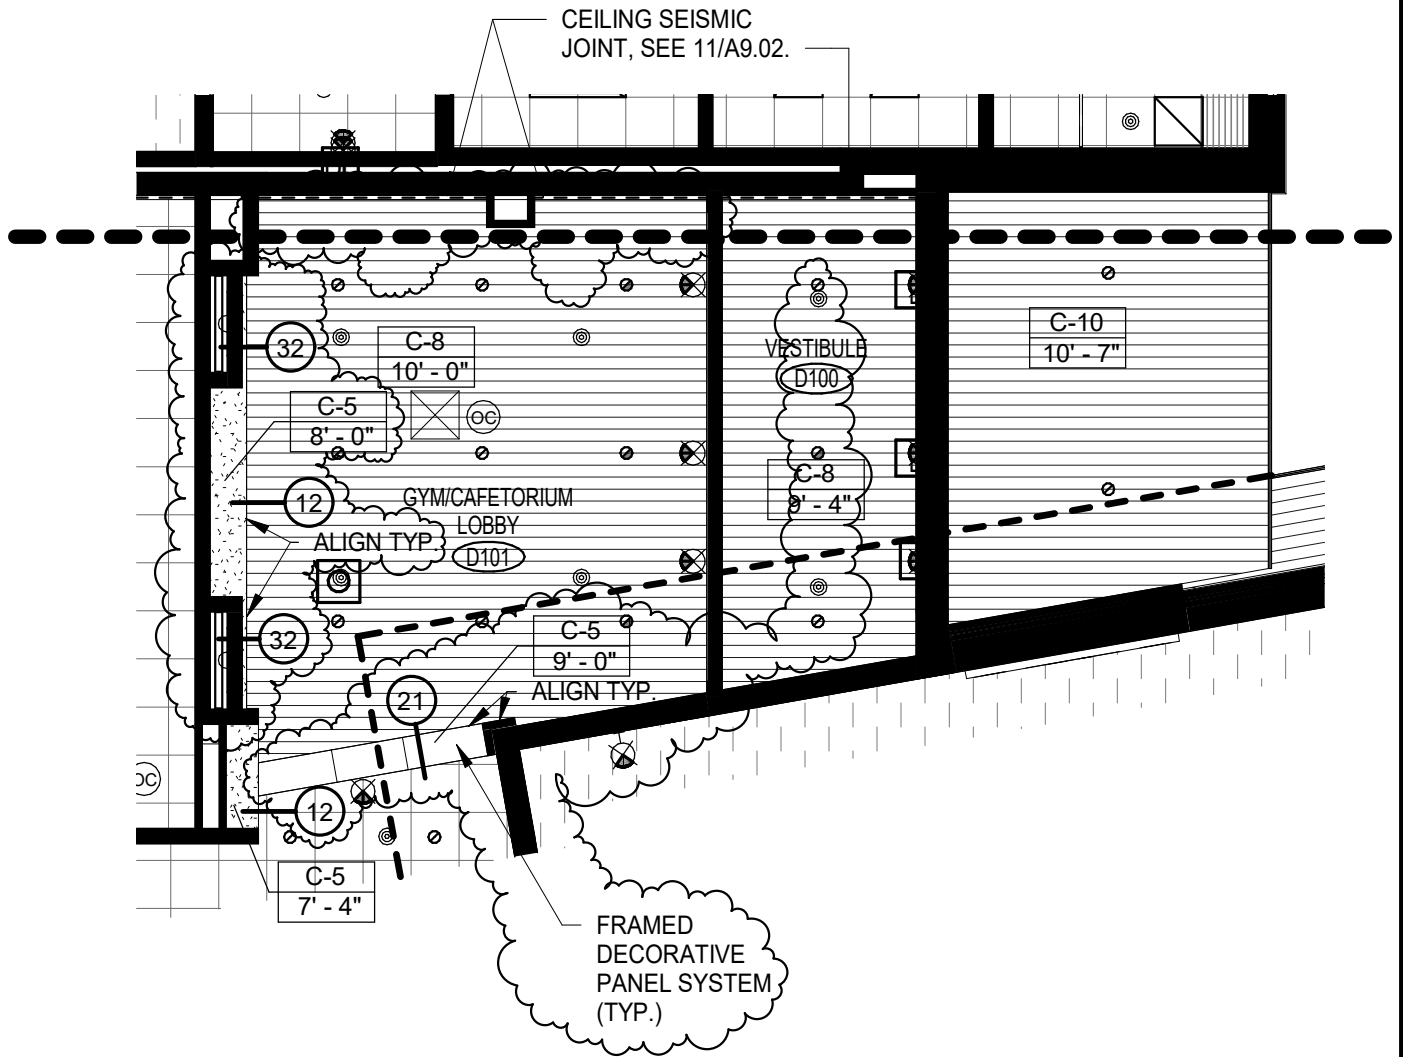 CEILING SEISMIC
JOINT, SEE 11/A9.02.
32
C-8
10' - 0"
C-10
10' - 7"
VESTIBULE
D100
C-5
8' - 0"
OC
C-8
9' - 4"
12
GYM/CAFETORIUM
LOBBY
D101
ALIGN TYP.
32
C-5
9' - 0"
21
ALIGN TYP.
OC
12
C-5
7' - 4"
FRAMED
DECORATIVE
PANEL SYSTEM
(TYP.)